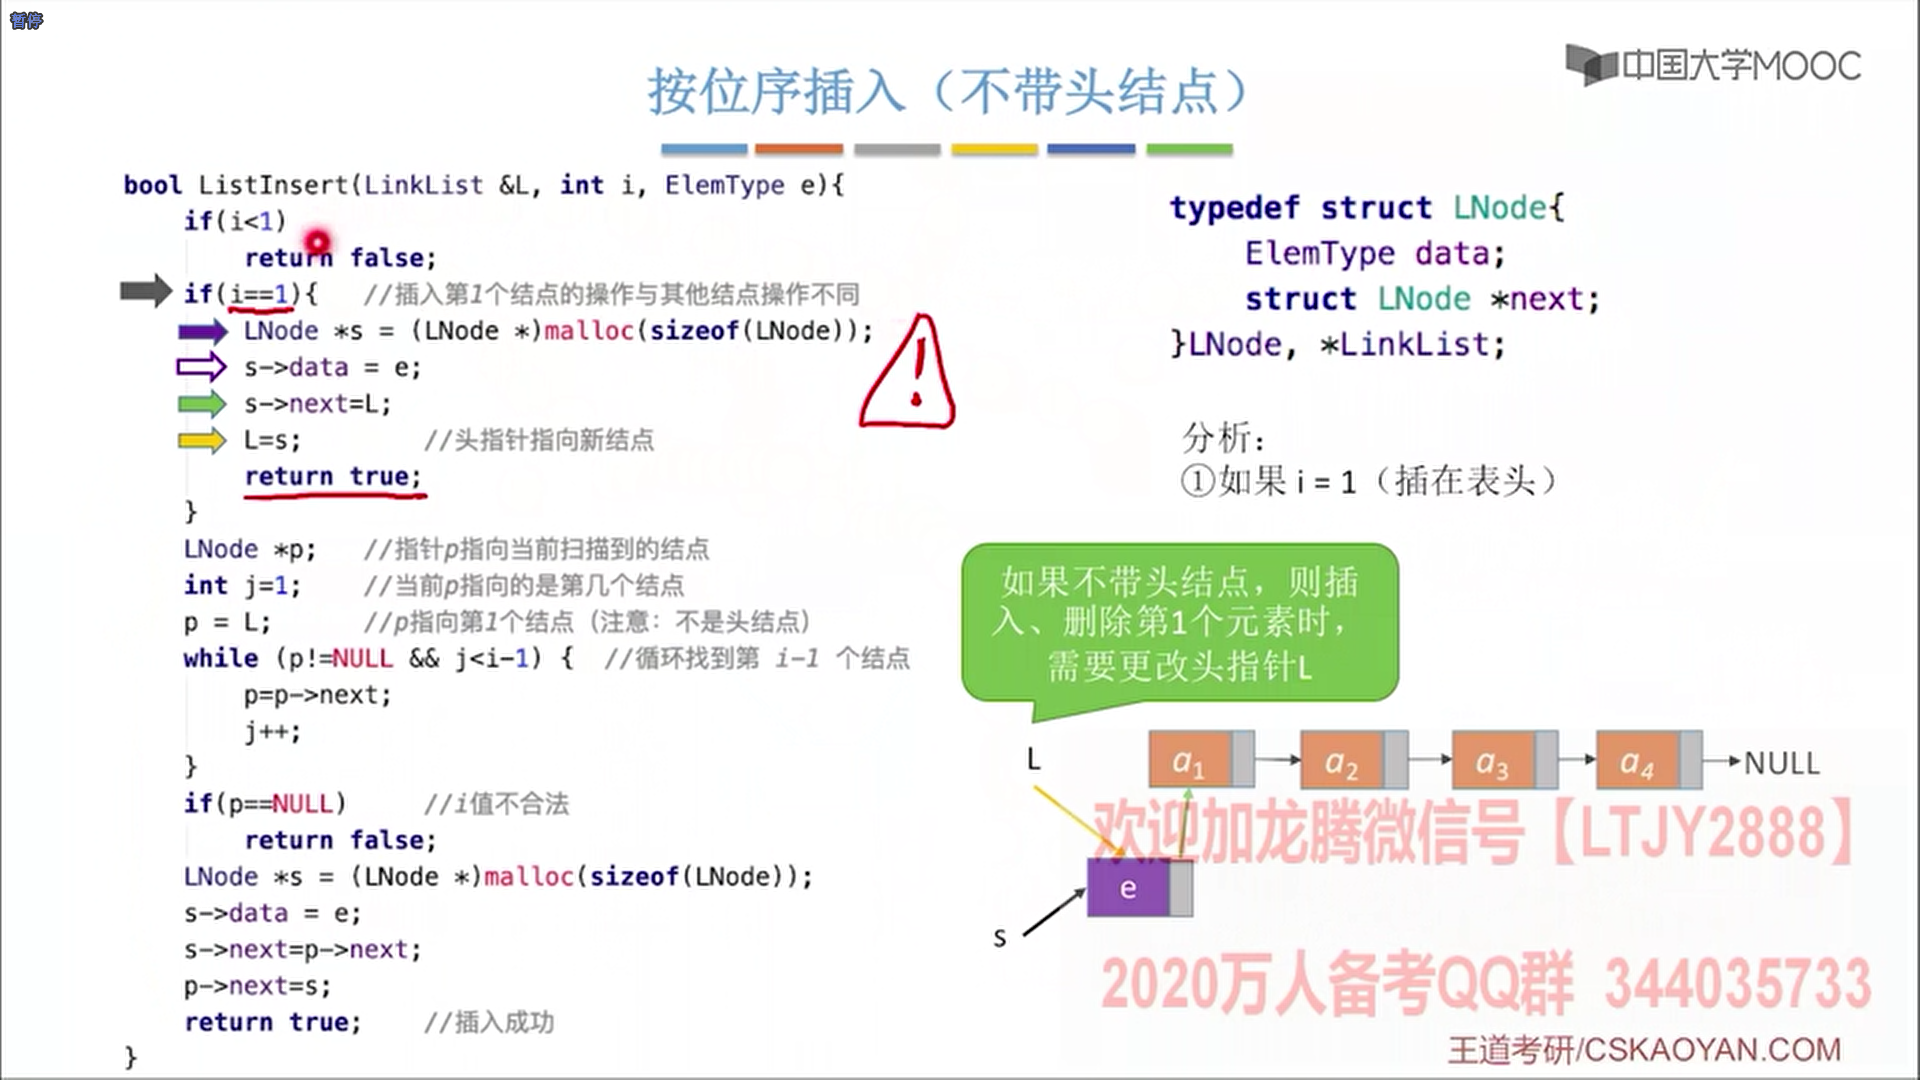 暂停
中国大学MOOC
按位序插入（不带头结点）
bool ListInsert(LinkList &L, int i, ElemType e){
if(i<1)
return false;
if(i==1){ //插入第1个结点的操作与其他结点操作不同
LNode *s = (LNode *)malloc(sizeof(LNode));
s->data = e;
s->next=L;
L=s; //头指针指向新结点
return true;
}
LNode *p; //指针p指向当前扫描到的结点
int j=1; //当前p指向的是第几个结点
p = L; //p指向第1个结点（注意：不是头结点）
while (p!=NULL && j<i-1) { //循环找到第 i-1 个结点
p=p->next;
j++;
}
if(p==NULL) //i值不合法
return false;
LNode *s = (LNode *)malloc(sizeof(LNode));
s->data = e;
s->next=p->next;
p->next=s;
return true; //插入成功
}
typedef struct LNode{
ElemType data;
struct LNode *next;
}LNode, *LinkList;
!
分析：
①如果 i = 1（插在表头）
如果不带头结点，则插
入、删除第1个元素时，
需要更改头指针L
L
a1 a2 a3 a4 NULL
欢迎加龙腾微信号【LTJY2888】
e
s
2020万人备考QQ群 344035733
王道考研/CSKAOYAN.COM